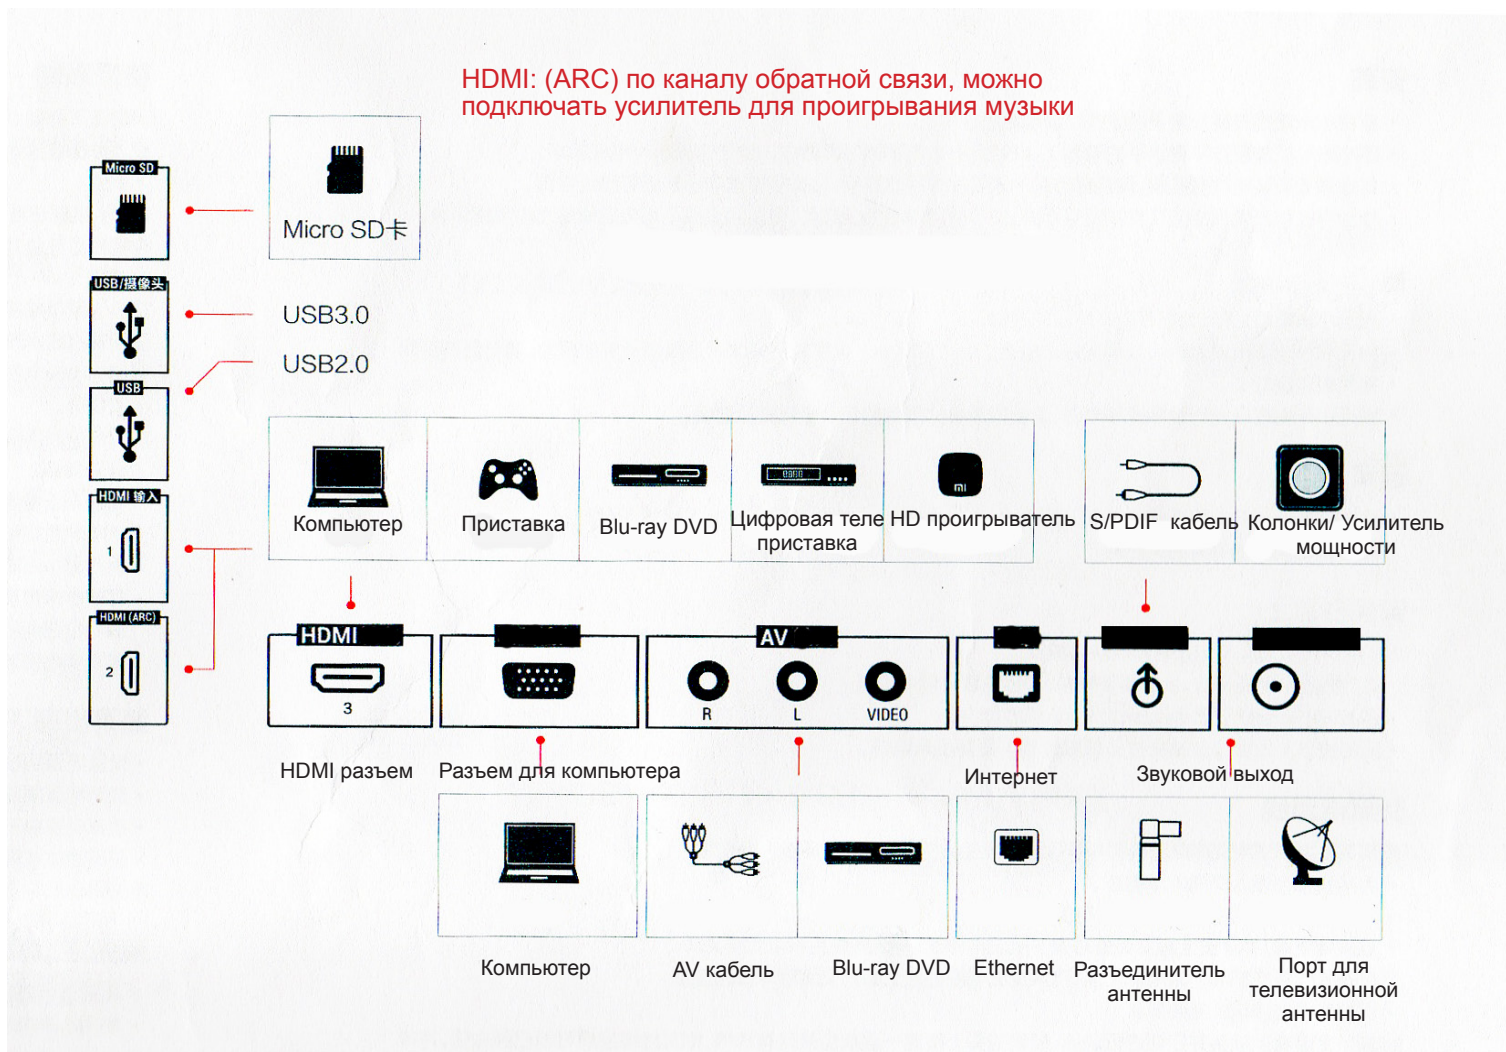 HDMI: (ARC) по каналу обратной связи, можно
подключать усилитель для проигрывания музыки
Micro SD
Micro SD卡
USB/摄像头
USB3.0
USB2.0
USB
HDMI 输入
1
HDMI (ARC)
2
Компьютер
Приставка
Blu-ray DVD
Цифровая теле
приставка
HD проигрыватель
mi
S/PDIF кабель
Колонки/ Усилитель
мощности
HDMI
3
AV
R
L
VIDEO
HDMI разъем
Разъем для компьютера
Интернет
Звуковой выход
Компьютер
AV кабель
Blu-ray DVD
Ethernet
Разъединитель
антенны
Порт для
телевизионной
антенны